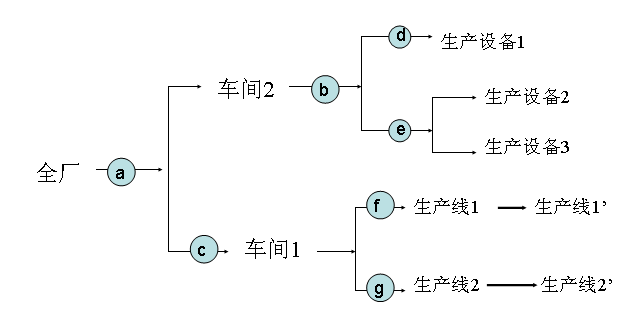 d
生产设备1
车间2
b
生产设备2
e
生产设备3
全厂
a
f
生产线1
生产线1’
c
车间1
g
生产线2
生产线2’